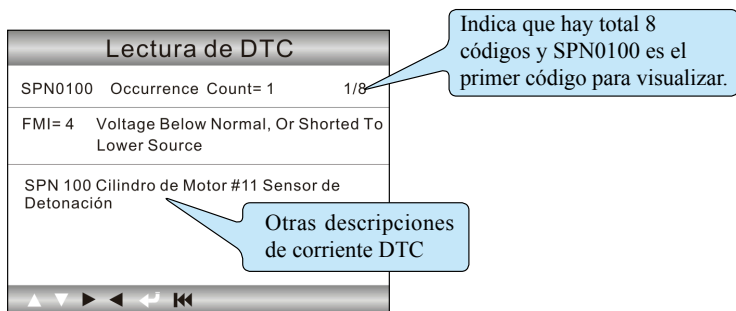 Lectura de DTC
SPN0100 Occurrence Count= 1 1/8
FMI= 4 Voltage Below Normal, Or Shorted To
Lower Source
SPN 100 Cilindro de Motor #11 Sensor de
Detonación
Indica que hay total 8
códigos y SPN0100 es el
primer código para visualizar.
Otras descripciones
de corriente DTC